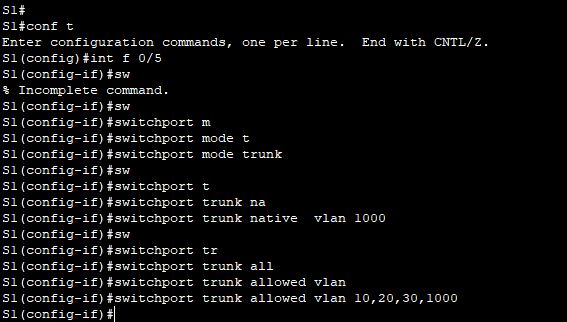 S1#
S1#conf t
Enter configuration commands, one per line.  End with CNTL/Z.
S1(config)#int f 0/5
S1(config-if)#sw
% Incomplete command.
S1(config-if)#sw
S1(config-if)#switchport m
S1(config-if)#switchport mode t
S1(config-if)#switchport mode trunk
S1(config-if)#sw
S1(config-if)#switchport t
S1(config-if)#switchport trunk na
S1(config-if)#switchport trunk native  vlan 1000
S1(config-if)#sw
S1(config-if)#switchport tr
S1(config-if)#switchport trunk all
S1(config-if)#switchport trunk allowed vlan
S1(config-if)#switchport trunk allowed vlan 10,20,30,1000
S1(config-if)#